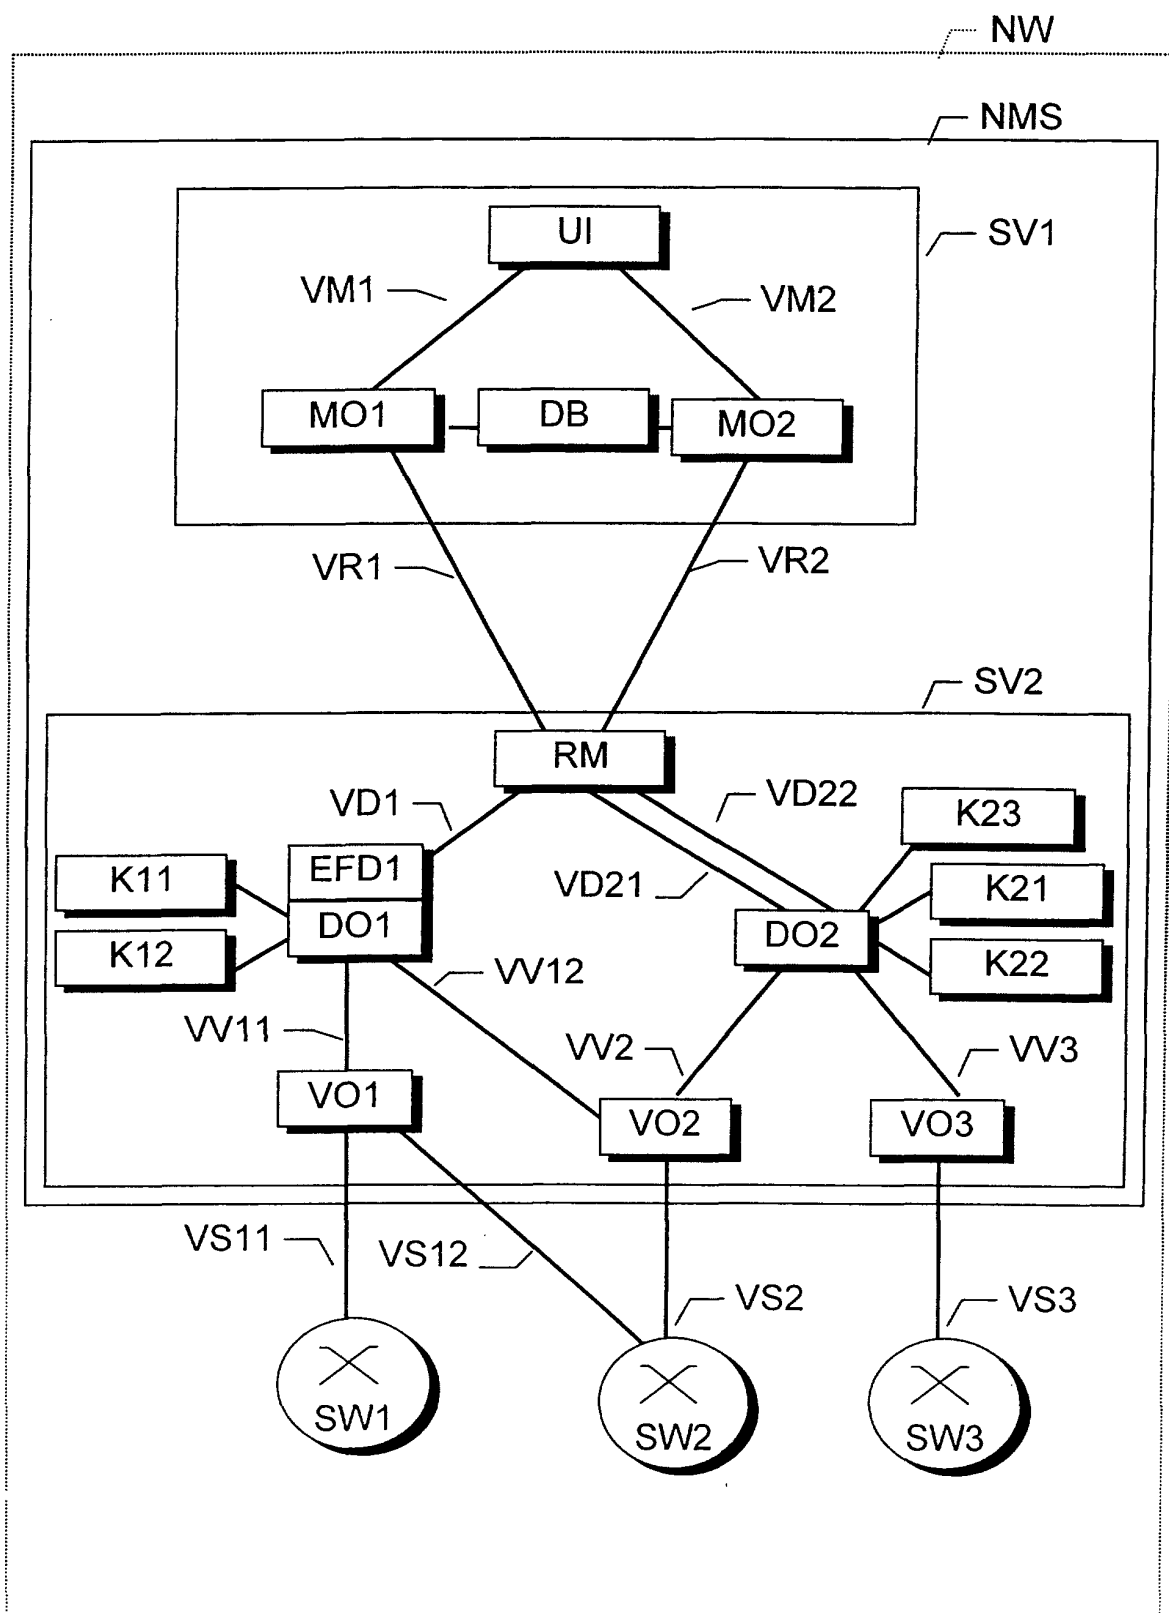 NW
NMS
UI
SV1
VM1
VM2
MO1
DB
MO2
VR1
VR2
SV2
RM
VD1
VD22
K23
EFD1
K11
VD21
K21
DO1
DO2
K12
K22
VV12
VV11
VV2
VV3
VO1
VO2
VO3
VS11
VS12
VS2
VS3
SW1
SW2
SW3